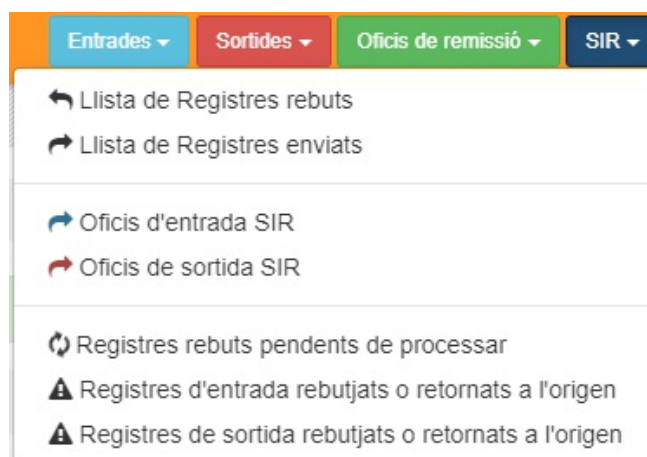 Entrades Sortides Oficis de remissió SIR
Llista de Registres rebuts
Llista de Registres enviats
Oficis d'entrada SIR
Oficis de sortida SIR
Registres rebuts pendents de processar
Registres d'entrada rebutjats o retornats a l'origen
Registres de sortida rebutjats o retornats a l'origen